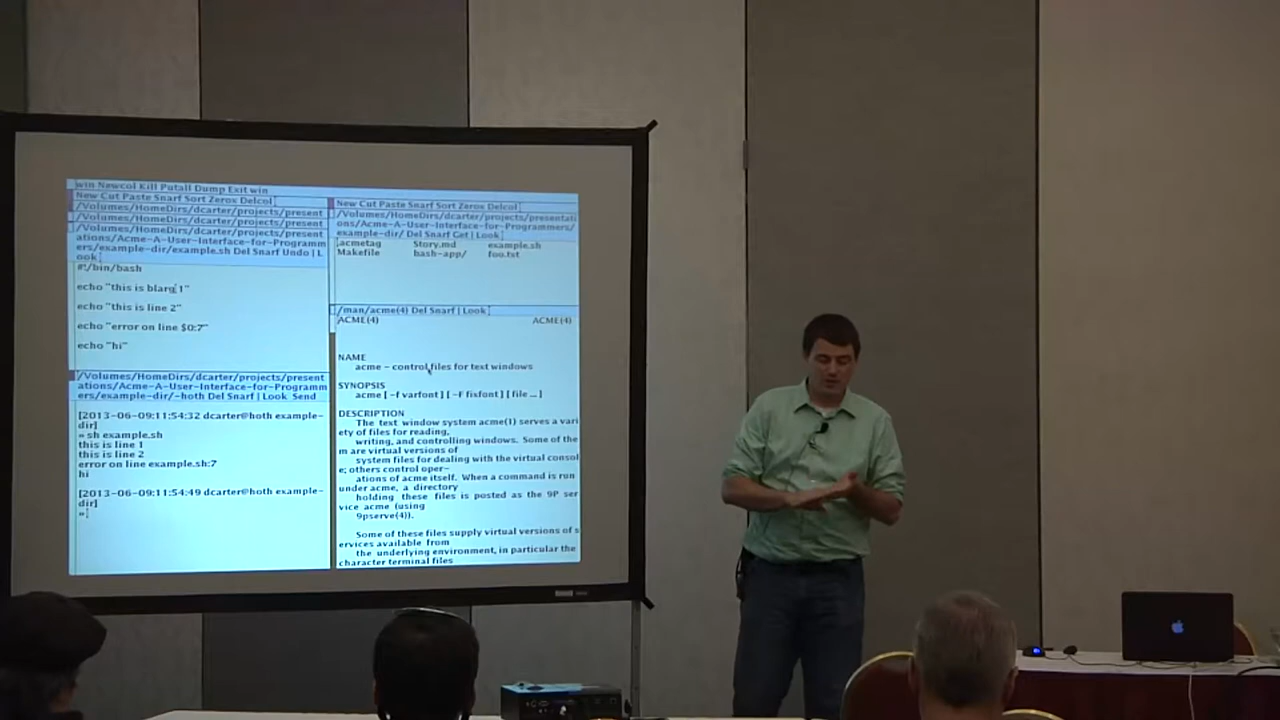 win Newcol Kill Putall Dump Exit win
New Cut Paste Snarf Sort Zerox Delcol
/Volumes/HomeDirs/dcarter/projects/present
/Volumes/HomeDirs/dcarter/projects/present
/Volumes/HomeDirs/dcarter/projects/present
ations/Acme-A-User-Interface-for-Programm
ers/example-dir/example.sh Del Snarf Undo | L
ook
#!/bin/bash
echo "this is blarg 1"
echo "this is line 2"
echo "error on line $0:7"
echo "hi"
/Volumes/HomeDirs/dcarter/projects/present
ations/Acme-A-User-Interface-for-Programm
ers/example-dir/-hoth Del Snarf | Look Send
[2013-06-09:11:54:32 dcarter@hoth example-
dir]
» sh example.sh
this is line 1
this is line 2
error on line example.sh:7
hi
[2013-06-09:11:54:49 dcarter@hoth example-
dir]
»
New Cut Paste Snarf Sort Zerox Delcol
/Volumes/HomeDirs/dcarter/projects/presentati
ons/Acme-A-User-Interface-for-Programmers/
example-dir/ Del Snarf Get | Look
.acmetag Story.md example.sh
Makefile bash-app/ foo.txt
/man/acme(4) Del Snarf | Look
ACME(4) ACME(4)
NAME
acme - control files for text windows
SYNOPSIS
acme [ -f varfont ] [ -F fixfont ] [ file ... ]
DESCRIPTION
The text window system acme(1) serves a vari
ety of files for reading,
writing, and controlling windows. Some of the
m are virtual versions of
system files for dealing with the virtual consol
e; others control oper-
ations of acme itself. When a command is run
under acme, a directory
holding these files is posted as the 9P ser
vice acme (using
9pserve(4)).
Some of these files supply virtual versions of s
ervices available from
the underlying environment, in particular the
character terminal files